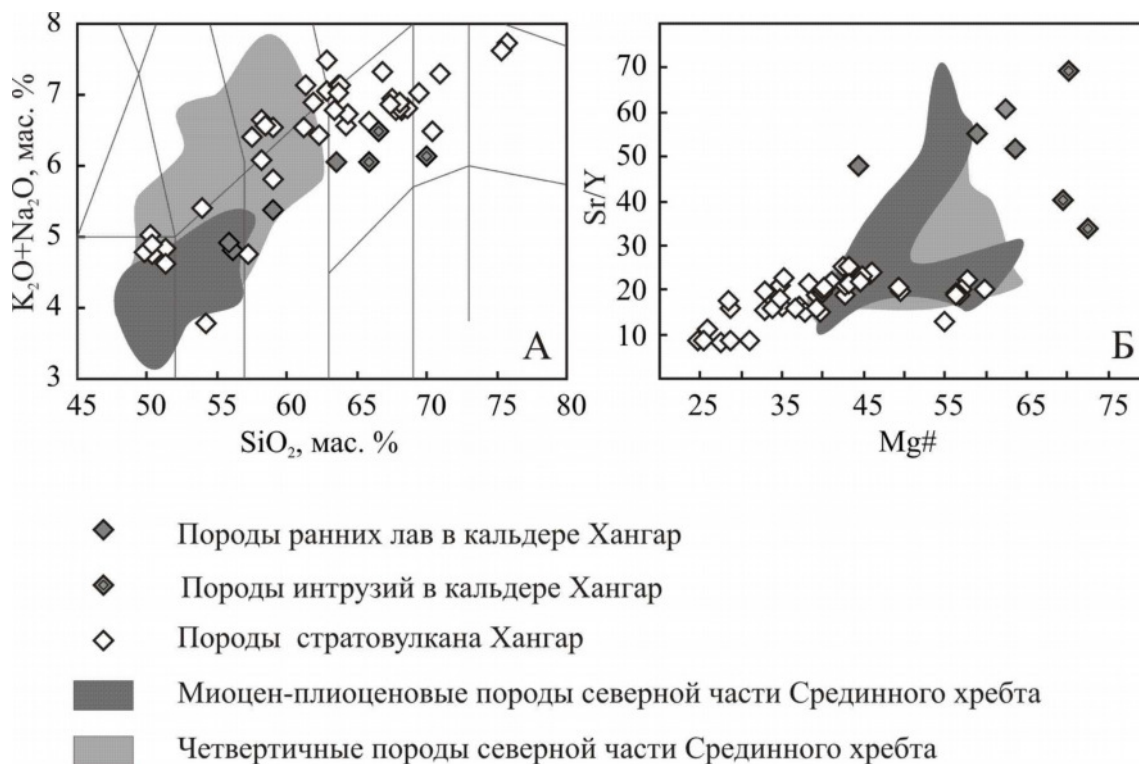 8
7
6
5
4
3
K₂O+Na₂O, мас. %
А
45 50 55 60 65 70 75 80
SiO₂, мас. %
70
60
50
40
30
20
10
Sr/Y
Б
25 35 45 55 65 75
Mg#
Породы ранних лав в кальдере Хангар
Породы интрузий в кальдере Хангар
Породы стратовулкана Хангар
Миоцен-плиоценовые породы северной части Срединного хребта
Четвертичные породы северной части Срединного хребта